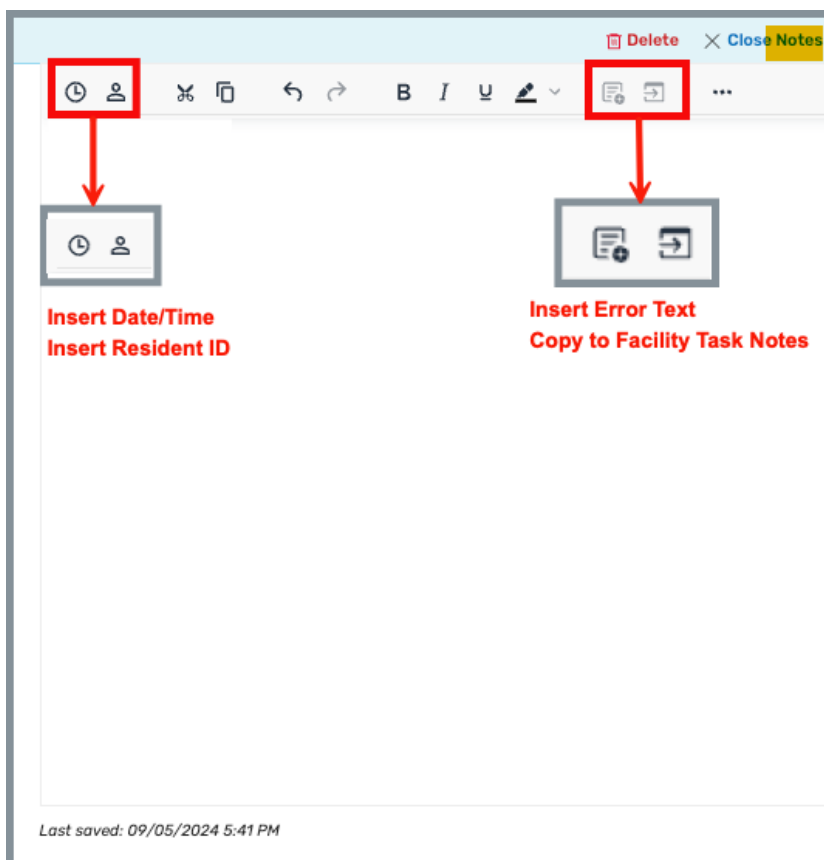 Delete Close Notes
B I U
Insert Date/Time
Insert Resident ID
Insert Error Text
Copy to Facility Task Notes
Last saved: 09/05/2024 5:41 PM